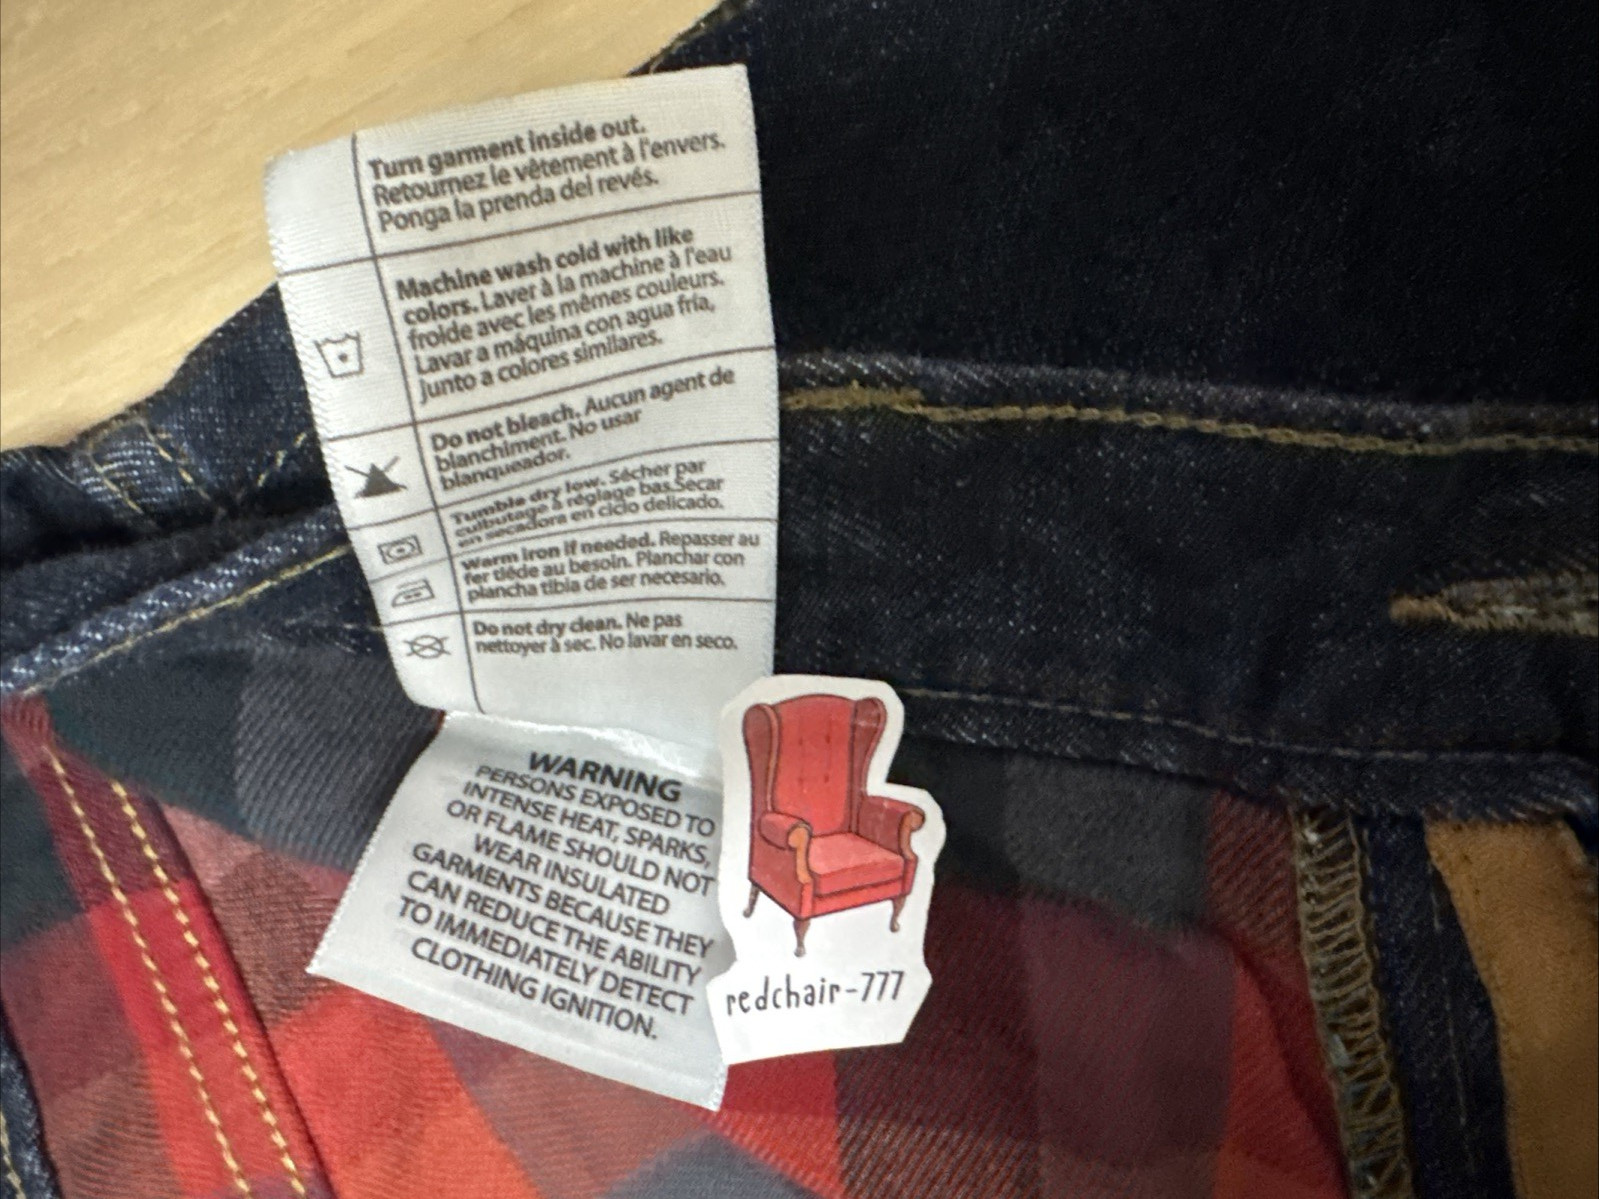 Turn garment inside out.
Retournez le vêtement à l'envers.
Ponga la prenda del revés.
Machine wash cold with like
colors. Laver à la machine à l'eau
froide avec les mêmes couleurs.
Lavar a máquina con agua fría,
junto a colores similares.
Do not bleach. Aucun agent de
blanchiment. No usar
blanqueador.
Tumble dry low. Sécher par
culbutage à réglage bas.Secar
en secadora en ciclo delicado.
Warm iron if needed. Repasser au
fer tiède au besoin. Planchar con
plancha tibia de ser necesario.
Do not dry clean. Ne pas
nettoyer à sec. No lavar en seco.
WARNING
PERSONS EXPOSED TO
INTENSE HEAT, SPARKS,
OR FLAME SHOULD NOT
WEAR INSULATED
GARMENTS BECAUSE THEY
CAN REDUCE THE ABILITY
TO IMMEDIATELY DETECT
CLOTHING IGNITION.
redchair-777